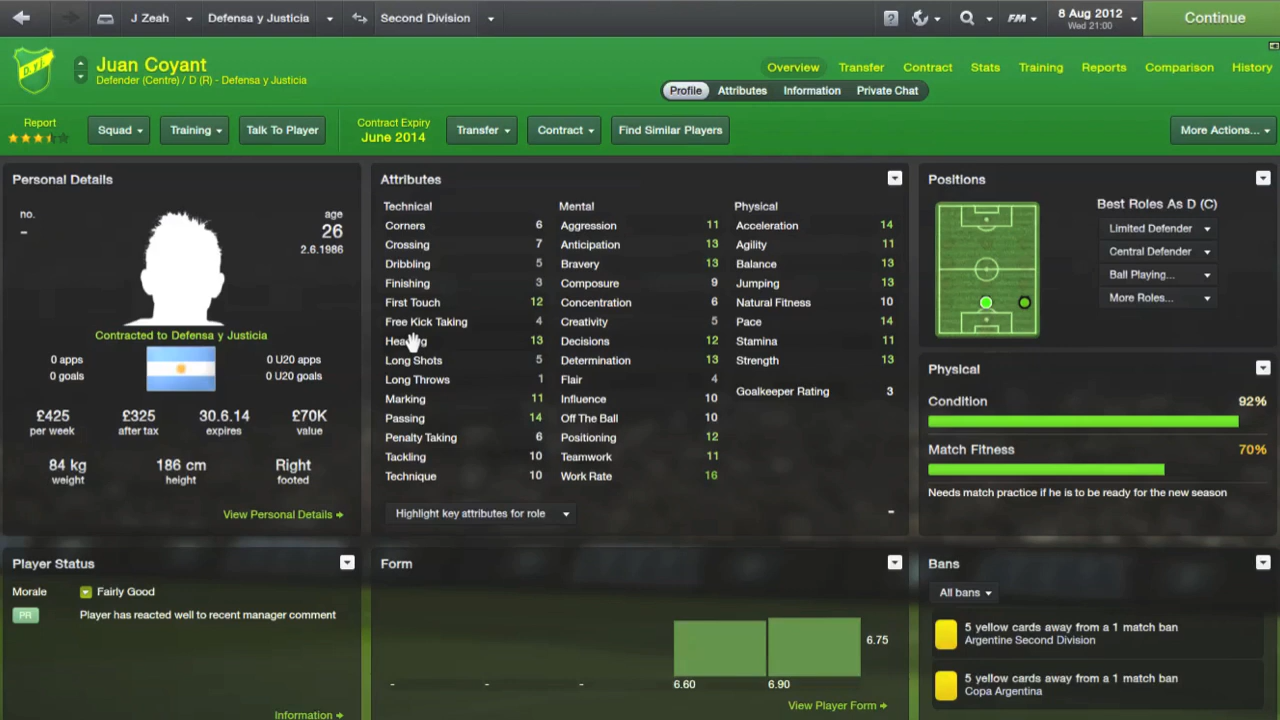 J Zeah
Defensa y Justicia
Second Division
?
FM
8 Aug 2012
Wed 21:00
Continue
D. Y. J.
Juan Coyant
Defender (Centre) / D (R) - Defensa y Justicia
Overview
Transfer
Contract
Stats
Training
Reports
Comparison
History
Profile
Attributes
Information
Private Chat
Report
Squad
Training
Talk To Player
Contract Expiry
June 2014
Transfer
Contract
Find Similar Players
More Actions...
Personal Details
no.
-
age
26
2.6.1986
Contracted to Defensa y Justicia
0 apps
0 goals
0 U20 apps
0 U20 goals
£425 per week
£325 after tax
30.6.14 expires
£70K value
84 kg weight
186 cm height
Right footed
View Personal Details
Attributes
Technical
Corners 6
Crossing 7
Dribbling 5
Finishing 3
First Touch 12
Free Kick Taking 4
Heading 13
Long Shots 5
Long Throws 1
Marking 11
Passing 14
Penalty Taking 6
Tackling 10
Technique 10
Mental
Aggression 11
Anticipation 13
Bravery 13
Composure 9
Concentration 6
Creativity 5
Decisions 12
Determination 13
Flair 4
Influence 10
Off The Ball 10
Positioning 12
Teamwork 11
Work Rate 16
Physical
Acceleration 14
Agility 11
Balance 13
Jumping 13
Natural Fitness 10
Pace 14
Stamina 11
Strength 13
Goalkeeper Rating 3
Highlight key attributes for role
-
Positions
Best Roles As D (C)
Limited Defender
Central Defender
Ball Playing...
More Roles...
Physical
Condition 92%
Match Fitness 70%
Needs match practice if he is to be ready for the new season
Player Status
Morale Fairly Good
PR Player has reacted well to recent manager comment
Information
Form
6.75
- - - 6.60 6.90
View Player Form
Bans
All bans
5 yellow cards away from a 1 match ban
Argentine Second Division
5 yellow cards away from a 1 match ban
Copa Argentina